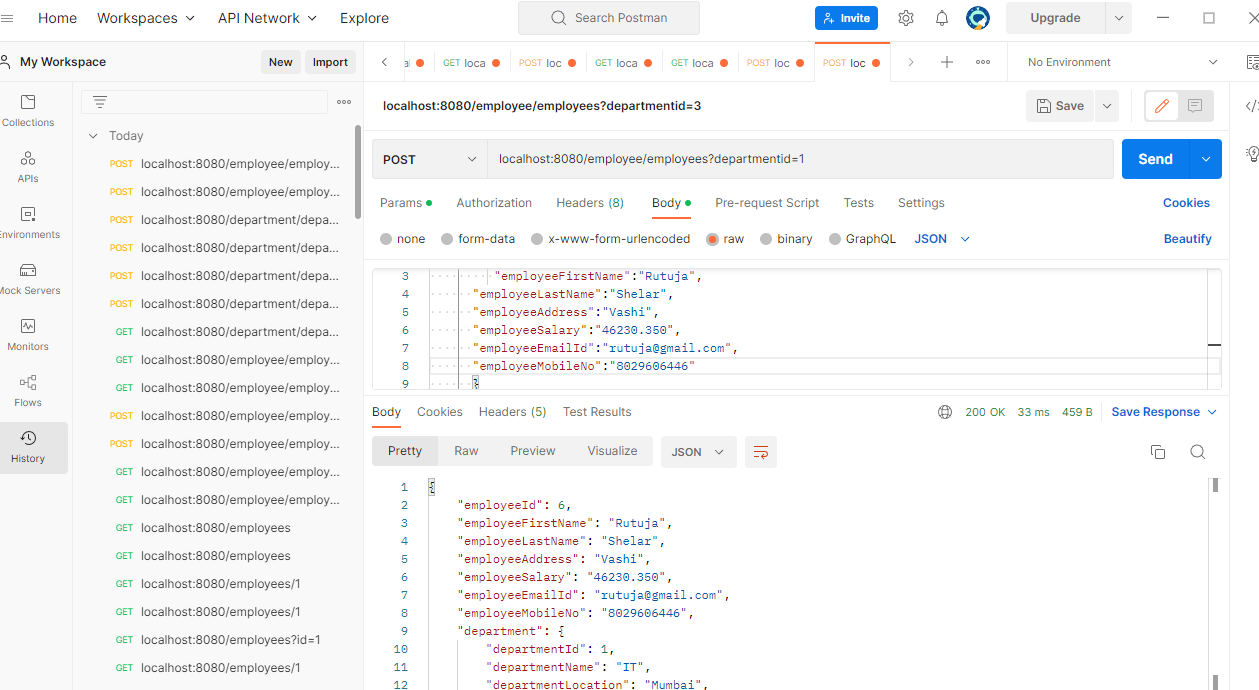 Home Workspaces API Network Explore Search Postman Invite Upgrade
My Workspace New Import
al GET loca POST loc GET loca GET loca POST loc POST loc No Environment
Collections
APIs
Environments
Mock Servers
Monitors
Flows
History
Today
POST localhost:8080/employee/employ...
POST localhost:8080/employee/employ...
POST localhost:8080/department/depa...
POST localhost:8080/department/depa...
POST localhost:8080/department/depa...
POST localhost:8080/department/depa...
GET localhost:8080/department/depa...
GET localhost:8080/employee/employ...
GET localhost:8080/employee/employ...
POST localhost:8080/employee/employ...
POST localhost:8080/employee/employ...
GET localhost:8080/employee/employ...
GET localhost:8080/employee/employ...
GET localhost:8080/employees
GET localhost:8080/employees
GET localhost:8080/employees/1
GET localhost:8080/employees/1
GET localhost:8080/employees?id=1
GET localhost:8080/employees/1
localhost:8080/employee/employees?departmentid=3 Save
POST localhost:8080/employee/employees?departmentid=1 Send
Params Authorization Headers (8) Body Pre-request Script Tests Settings Cookies
none form-data x-www-form-urlencoded raw binary GraphQL JSON Beautify
3 "employeeFirstName":"Rutuja",
4 "employeeLastName":"Shelar",
5 "employeeAddress":"Vashi",
6 "employeeSalary":"46230.350",
7 "employeeEmailId":"rutuja@gmail.com",
8 "employeeMobileNo":"8029606446"
9 }
Body Cookies Headers (5) Test Results 200 OK 33 ms 459 B Save Response
Pretty Raw Preview Visualize JSON
1 {
2 "employeeId": 6,
3 "employeeFirstName": "Rutuja",
4 "employeeLastName": "Shelar",
5 "employeeAddress": "Vashi",
6 "employeeSalary": "46230.350",
7 "employeeEmailId": "rutuja@gmail.com",
8 "employeeMobileNo": "8029606446",
9 "department": {
10 "departmentId": 1,
11 "departmentName": "IT",
12 "departmentLocation": "Mumbai",